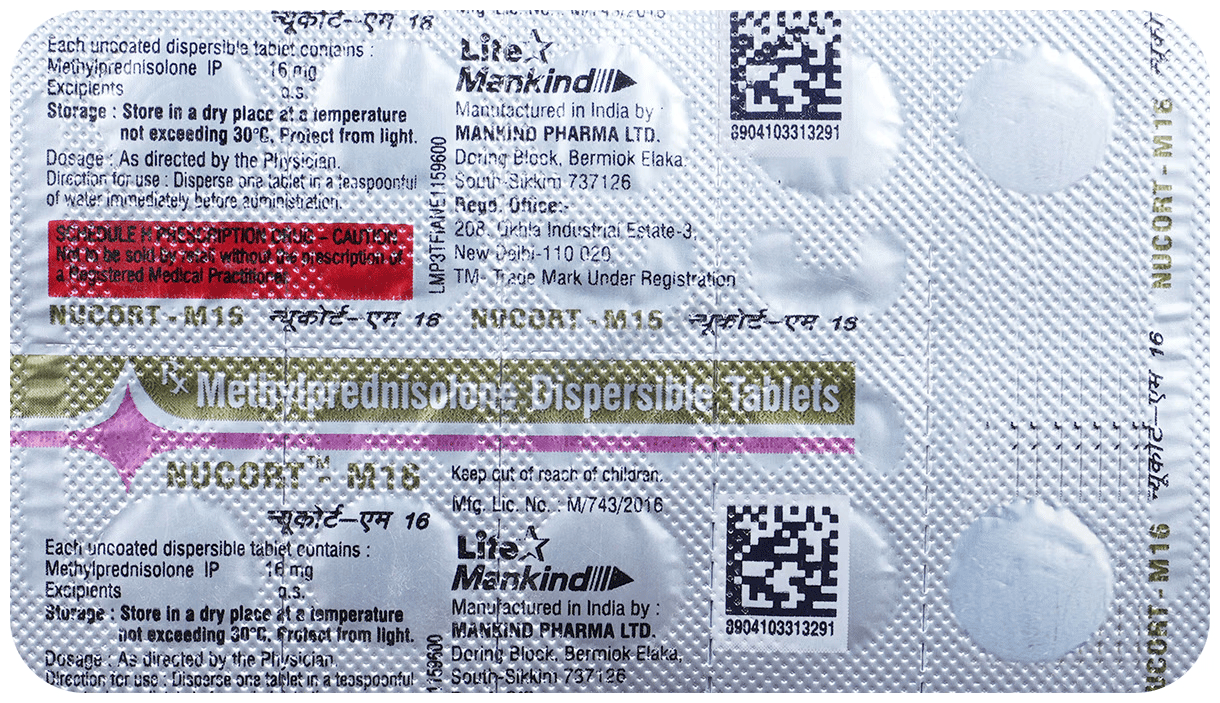 न्यूकोर्ट-एम 16
Each uncoated dispersible tablet contains :
Methylprednisolone IP 16 mg
Excipients q.s.
Storage : Store in a dry place at a temperature
not exceeding 30°C, Protect from light.
Dosage : As directed by the Physician.
Direction for use : Disperse one tablet in a teaspoonful
of water immediately before administration.
SCHEDULE H PRESCRIPTION DRUG – CAUTION
Not to be sold by retail without the prescription of
a Registered Medical Practitioner.
Mfg. Lic. No. : M/743/2016
Lite
Mankind
Manufactured in India by :
MANKIND PHARMA LTD.
Doring Block, Bermiok Elaka,
South-Sikkim 737126
Regd. Office:-
208, Okhla Industrial Estate-3,
New Delhi-110 020
TM- Trade Mark Under Registration
8904103313291
NUCORT - M16 न्यूकोर्ट-एम 16 NUCORT - M16 न्यूकोर्ट-एम 16
Rx Methylprednisolone Dispersible Tablets
NUCORT™ - M16
न्यूकोर्ट-एम 16
Keep out of reach of children.
Mfg. Lic. No. : M/743/2016
Each uncoated dispersible tablet contains :
Methylprednisolone IP 16 mg
Excipients q.s.
Storage : Store in a dry place at a temperature
not exceeding 30°C, Protect from light.
Dosage : As directed by the Physician.
Direction for use : Disperse one tablet in a teaspoonful
Lite
Mankind
Manufactured in India by :
MANKIND PHARMA LTD.
Doring Block, Bermiok Elaka,
South-Sikkim 737126
1159600
8904103313291
NUCORT - M16
न्यूकोर्ट-एम 16
NUCORT - M16